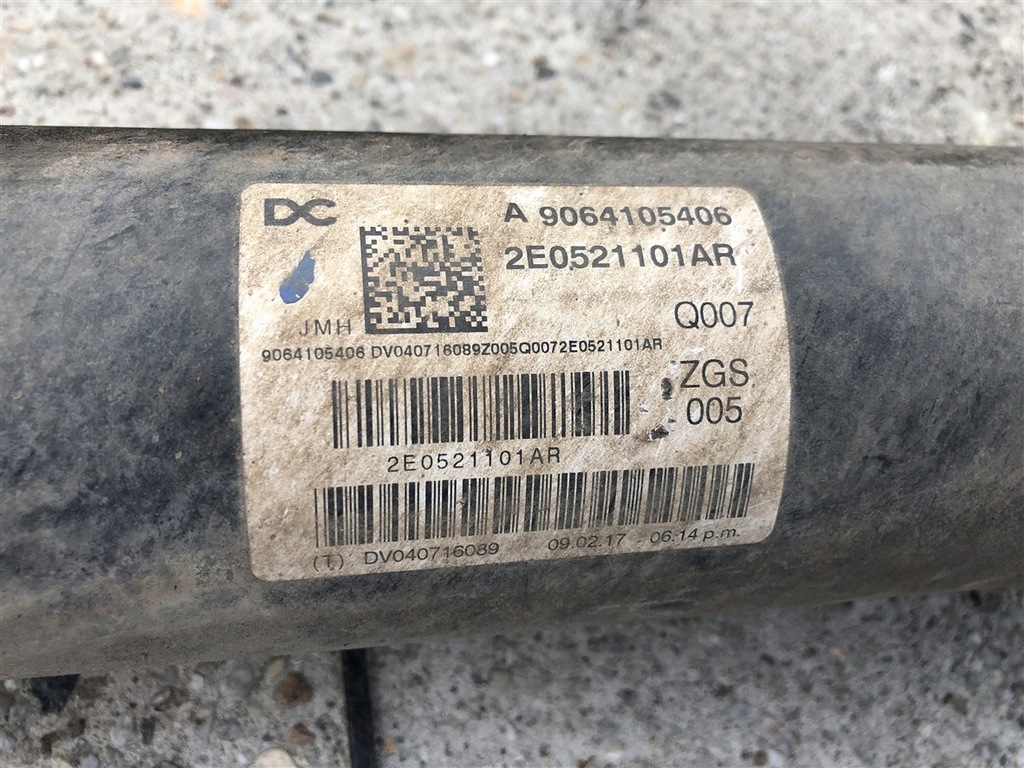 DC
A 9064105406
2E0521101AR
JMH
Q007
9064105406 DV040716089Z005Q0072E0521101AR
ZGS
005
2E0521101AR
(T) DV040716089 09.02.17 06.14 p.m.